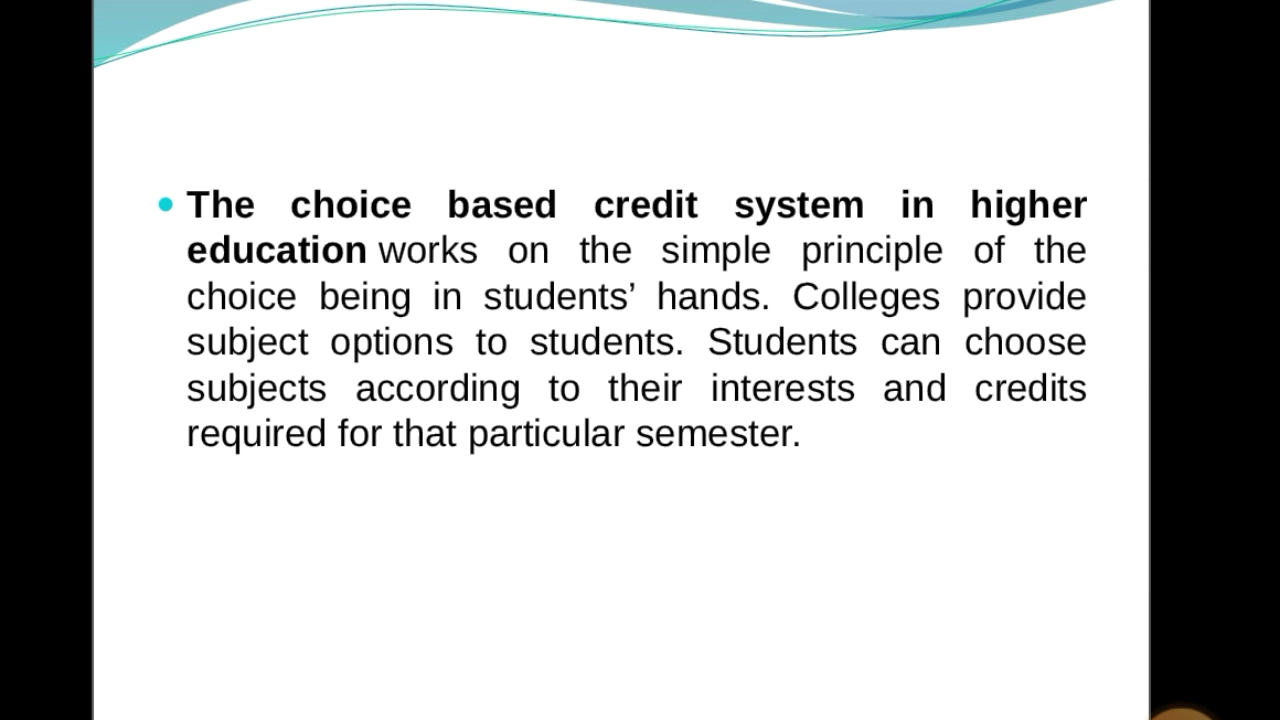 The choice based credit system in higher
education works on the simple principle of the
choice being in students’ hands. Colleges provide
subject options to students. Students can choose
subjects according to their interests and credits
required for that particular semester.